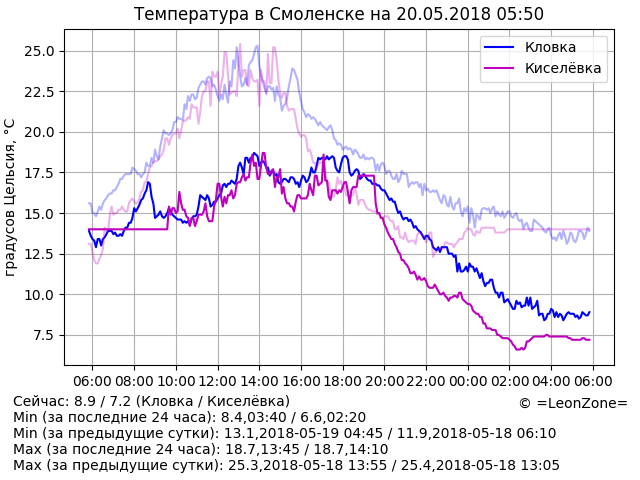 Температура в Смоленске на 20.05.2018 05:50
Кловка
Киселёвка
градусов Цельсия, °C
25.0
22.5
20.0
17.5
15.0
12.5
10.0
7.5
06:00 08:00 10:00 12:00 14:00 16:00 18:00 20:00 22:00 00:00 02:00 04:00 06:00
Сейчас: 8.9 / 7.2 (Кловка / Киселёвка)
© =LeonZone=
Min (за последние 24 часа): 8.4,03:40 / 6.6,02:20
Min (за предыдущие сутки): 13.1,2018-05-19 04:45 / 11.9,2018-05-18 06:10
Max (за последние 24 часа): 18.7,13:45 / 18.7,14:10
Max (за предыдущие сутки): 25.3,2018-05-18 13:55 / 25.4,2018-05-18 13:05